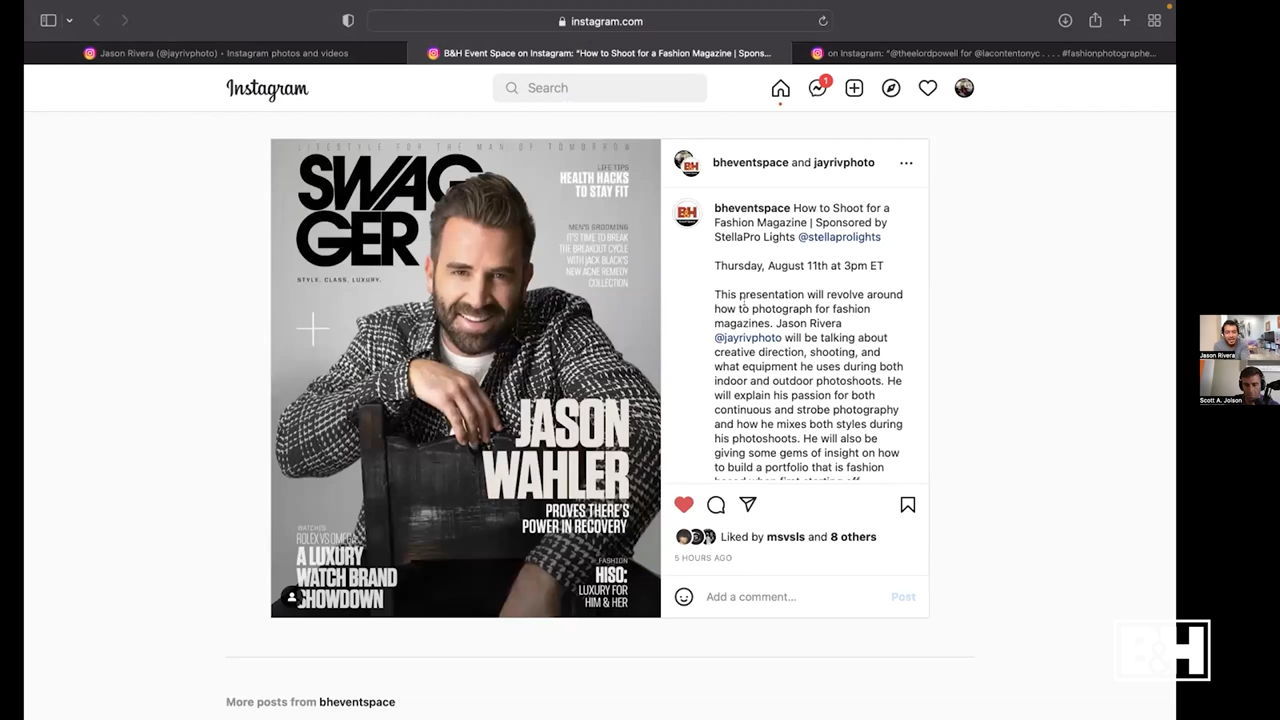 instagram.com
Jason Rivera (@jayrivphoto) • Instagram photos and videos
B&H Event Space on Instagram: "How to Shoot for a Fashion Magazine | Spons...
on Instagram: "@theelordpowell for @lacontentonyc . . . . #fashionphotographe...
Instagram
Search
1
LIFESTYLE FOR THE MAN OF TOMORROW
SWAG
GER
STYLE. CLASS. LUXURY.
LIFE TIPS
HEALTH HACKS
TO STAY FIT
MEN'S GROOMING
IT'S TIME TO BREAK
THE BREAKOUT CYCLE
WITH JACK BLACK'S
NEW ACNE REMEDY
COLLECTION
JASON
WAHLER
PROVES THERE'S
POWER IN RECOVERY
WATCHES
ROLEX VS OMEGA
A LUXURY
WATCH BRAND
SHOWDOWN
FASHION
HISO:
LUXURY FOR
HIM & HER
bheventspace and jayrivphoto
B&H
bheventspace How to Shoot for a
Fashion Magazine | Sponsored by
StellaPro Lights @stellaprolights
Thursday, August 11th at 3pm ET
This presentation will revolve around
how to photograph for fashion
magazines. Jason Rivera
@jayrivphoto will be talking about
creative direction, shooting, and
what equipment he uses during both
indoor and outdoor photoshoots. He
will explain his passion for both
continuous and strobe photography
and how he mixes both styles during
his photoshoots. He will also be
giving some gems of insight on how
to build a portfolio that is fashion
based when first starting off
Liked by msvsls and 8 others
5 HOURS AGO
Add a comment...
Post
More posts from bheventspace
Jason Rivera
Scott A. Jolson
B&H